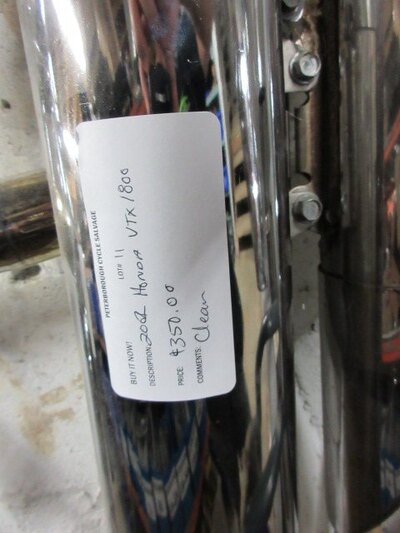 PETERBOROUGH CYCLE SALVAGE
LOT# 11
BUY IT NOW!
DESCRIPTION: 2002 HONDA VTX 1800
PRICE: $350.00
COMMENTS: Clean